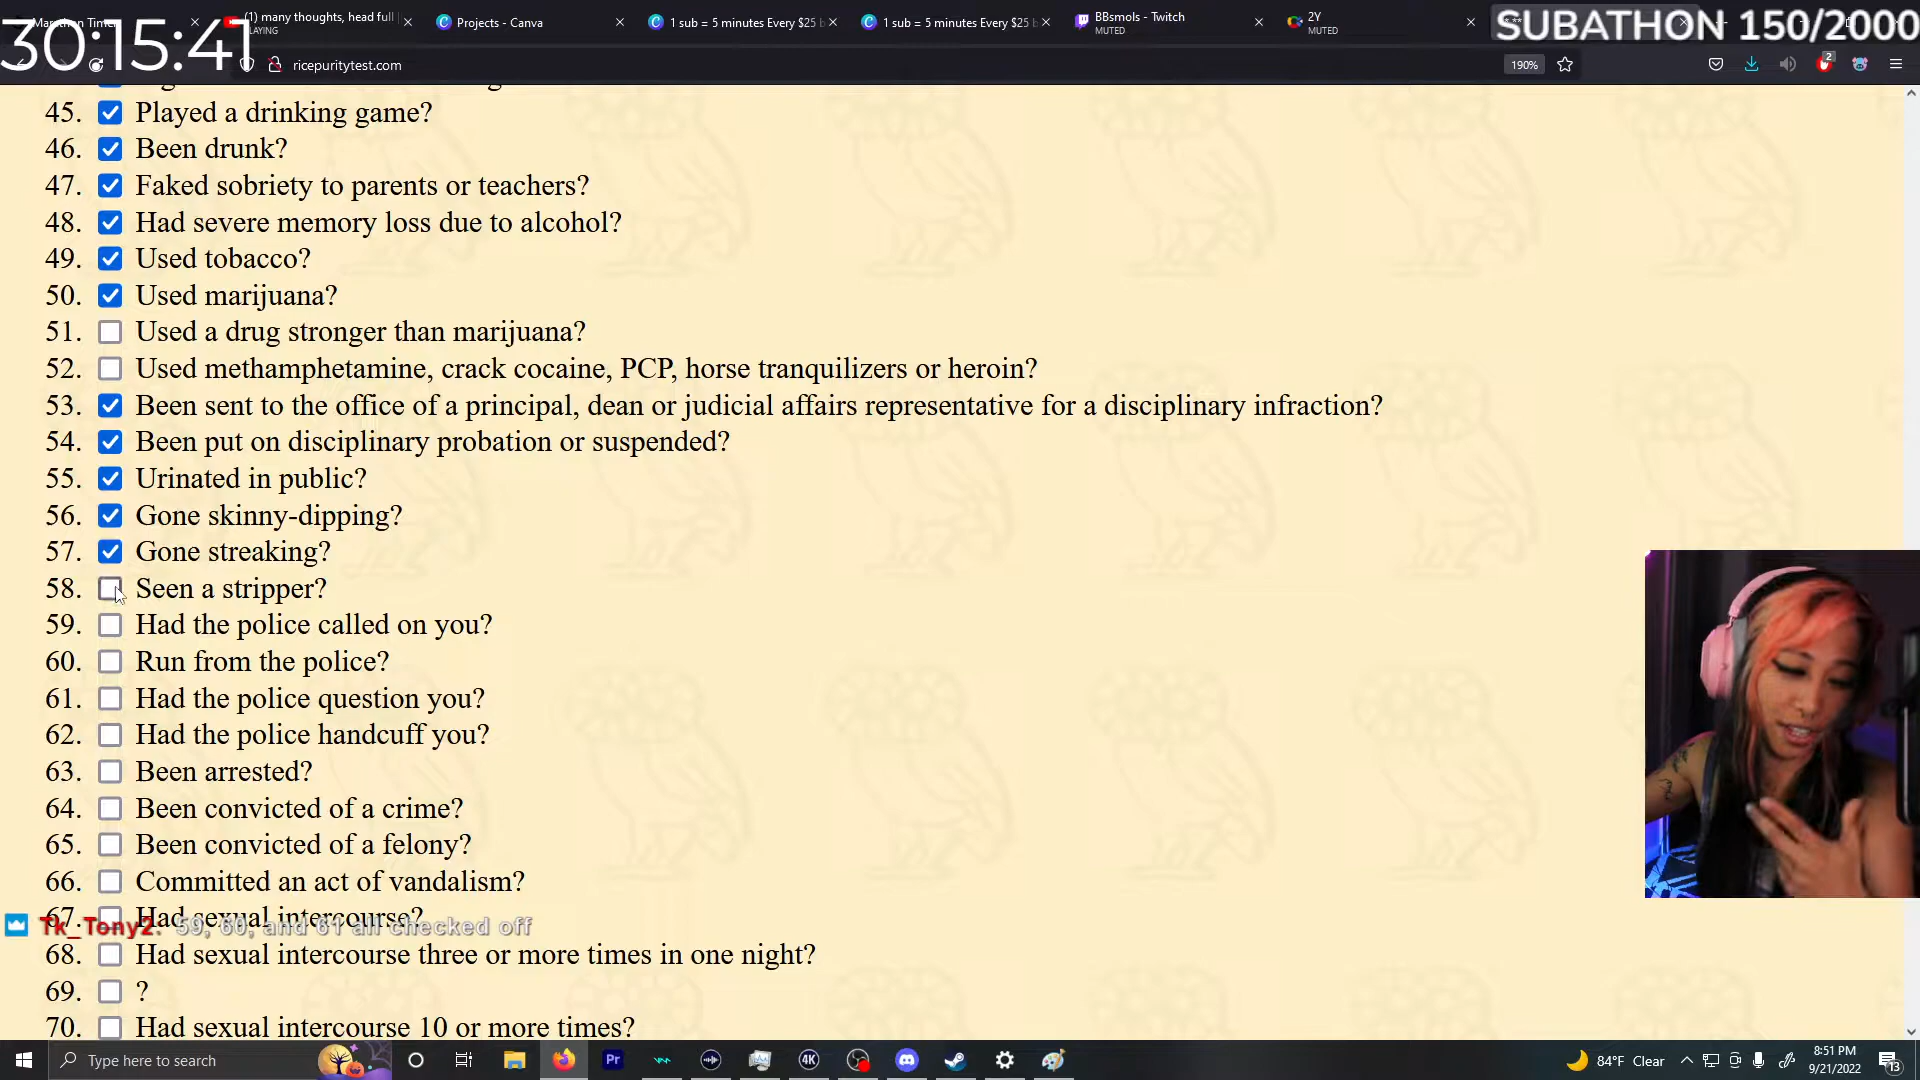 30:15:41
SUBATHON 150/2000
(1) many thoughts, head full
PLAYING
Projects - Canva
1 sub = 5 minutes Every $25 b
1 sub = 5 minutes Every $25 b
BBsmols - Twitch
MUTED
2Y
MUTED
ricepuritytest.com
190%
2
45. Played a drinking game?
46. Been drunk?
47. Faked sobriety to parents or teachers?
48. Had severe memory loss due to alcohol?
49. Used tobacco?
50. Used marijuana?
51. Used a drug stronger than marijuana?
52. Used methamphetamine, crack cocaine, PCP, horse tranquilizers or heroin?
53. Been sent to the office of a principal, dean or judicial affairs representative for a disciplinary infraction?
54. Been put on disciplinary probation or suspended?
55. Urinated in public?
56. Gone skinny-dipping?
57. Gone streaking?
58. Seen a stripper?
59. Had the police called on you?
60. Run from the police?
61. Had the police question you?
62. Had the police handcuff you?
63. Been arrested?
64. Been convicted of a crime?
65. Been convicted of a felony?
66. Committed an act of vandalism?
67. Had sexual intercourse?
Tk_Tony2: 59, 60, and 61 all checked off
68. Had sexual intercourse three or more times in one night?
69. ?
70. Had sexual intercourse 10 or more times?
Type here to search
Pr
4K
84°F Clear
8:51 PM
9/21/2022
13